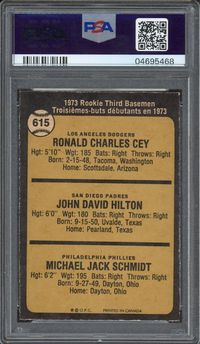 PSA
04695468
1973 Rookie Third Basemen
Troisièmes-buts débutants en 1973
615
LOS ANGELES DODGERS
RONALD CHARLES CEY
Hgt: 5'10" Wgt: 185 Bats: Right Throws: Right
Born: 2-15-48, Tacoma, Washington
Home: Scottsdale, Arizona
SAN DIEGO PADRES
JOHN DAVID HILTON
Hgt: 6'0" Wgt: 180 Bats: Right Throws: Right
Born: 9-15-50, Uvalde, Texas
Home: Pearland, Texas
PHILADELPHIA PHILLIES
MICHAEL JACK SCHMIDT
Hgt: 6'2" Wgt: 195 Bats: Right Throws: Right
Born: 9-27-49, Dayton, Ohio
Home: Dayton, Ohio
© O.P.C. PRINTED IN CANADA